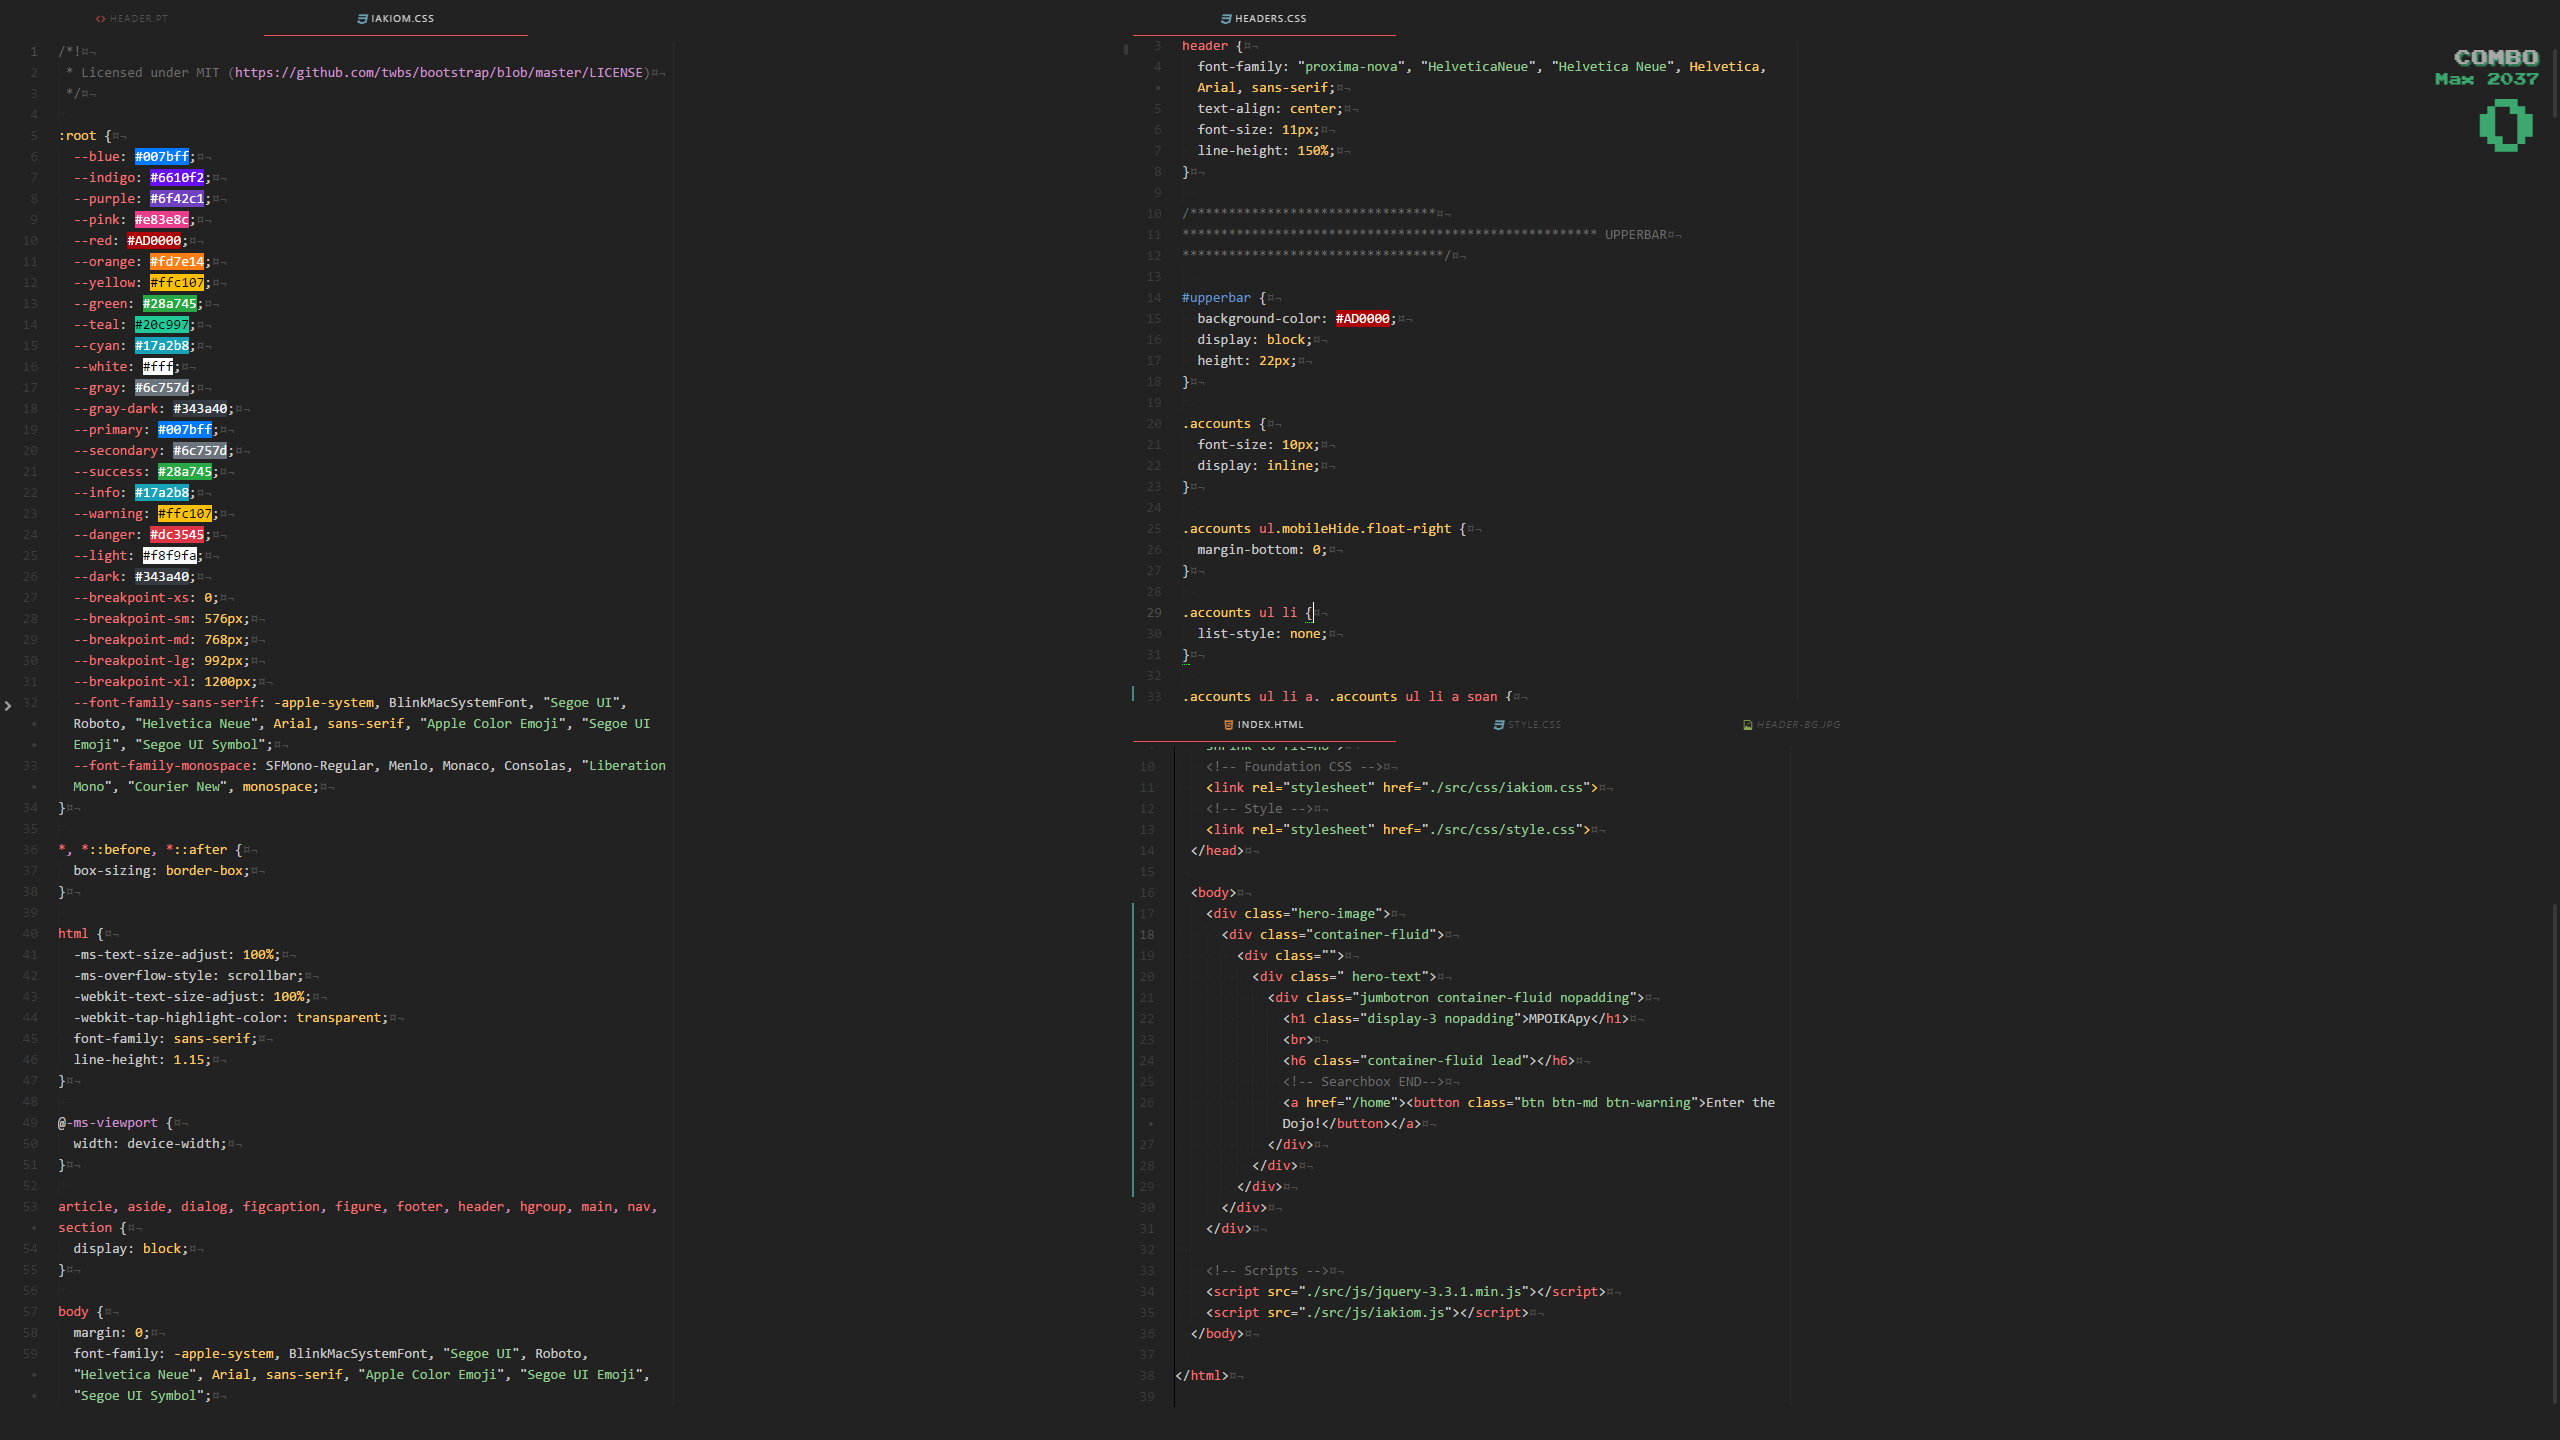 HEADER.PT
IAKIOM.CSS
1 /*!¤¬
2  * Licensed under MIT (https://github.com/twbs/bootstrap/blob/master/LICENSE)¤¬
3  */¤¬
4
5 :root {¤¬
6   --blue: #007bff;¤¬
7   --indigo: #6610f2;¤¬
8   --purple: #6f42c1;¤¬
9   --pink: #e83e8c;¤¬
10   --red: #AD0000;¤¬
11   --orange: #fd7e14;¤¬
12   --yellow: #ffc107;¤¬
13   --green: #28a745;¤¬
14   --teal: #20c997;¤¬
15   --cyan: #17a2b8;¤¬
16   --white: #fff;¤¬
17   --gray: #6c757d;¤¬
18   --gray-dark: #343a40;¤¬
19   --primary: #007bff;¤¬
20   --secondary: #6c757d;¤¬
21   --success: #28a745;¤¬
22   --info: #17a2b8;¤¬
23   --warning: #ffc107;¤¬
24   --danger: #dc3545;¤¬
25   --light: #f8f9fa;¤¬
26   --dark: #343a40;¤¬
27   --breakpoint-xs: 0;¤¬
28   --breakpoint-sm: 576px;¤¬
29   --breakpoint-md: 768px;¤¬
30   --breakpoint-lg: 992px;¤¬
31   --breakpoint-xl: 1200px;¤¬
32   --font-family-sans-serif: -apple-system, BlinkMacSystemFont, "Segoe UI",
•   Roboto, "Helvetica Neue", Arial, sans-serif, "Apple Color Emoji", "Segoe UI
•   Emoji", "Segoe UI Symbol";¤¬
33   --font-family-monospace: SFMono-Regular, Menlo, Monaco, Consolas, "Liberation
•   Mono", "Courier New", monospace;¤¬
34 }¤¬
35
36 *, *::before, *::after {¤¬
37   box-sizing: border-box;¤¬
38 }¤¬
39
40 html {¤¬
41   -ms-text-size-adjust: 100%;¤¬
42   -ms-overflow-style: scrollbar;¤¬
43   -webkit-text-size-adjust: 100%;¤¬
44   -webkit-tap-highlight-color: transparent;¤¬
45   font-family: sans-serif;¤¬
46   line-height: 1.15;¤¬
47 }¤¬
48
49 @-ms-viewport {¤¬
50   width: device-width;¤¬
51 }¤¬
52
53 article, aside, dialog, figcaption, figure, footer, header, hgroup, main, nav,
• section {¤¬
54   display: block;¤¬
55 }¤¬
56
57 body {¤¬
58   margin: 0;¤¬
59   font-family: -apple-system, BlinkMacSystemFont, "Segoe UI", Roboto,
•   "Helvetica Neue", Arial, sans-serif, "Apple Color Emoji", "Segoe UI Emoji",
•   "Segoe UI Symbol";¤¬
HEADERS.CSS
3 header {¤¬
4   font-family: "proxima-nova", "HelveticaNeue", "Helvetica Neue", Helvetica,
•   Arial, sans-serif;¤¬
5   text-align: center;¤¬
6   font-size: 11px;¤¬
7   line-height: 150%;¤¬
8 }¤¬
9
10 /********************************¤¬
11 ****************************************************** UPPERBAR¤¬
12 **********************************/¤¬
13
14 #upperbar {¤¬
15   background-color: #AD0000;¤¬
16   display: block;¤¬
17   height: 22px;¤¬
18 }¤¬
19
20 .accounts {¤¬
21   font-size: 10px;¤¬
22   display: inline;¤¬
23 }¤¬
24
25 .accounts ul.mobileHide.float-right {¤¬
26   margin-bottom: 0;¤¬
27 }¤¬
28
29 .accounts ul li {¤¬
30   list-style: none;¤¬
31 }¤¬
32
33 .accounts ul li a, .accounts ul li a span {¤¬
COMBO
Max 2037
0
INDEX.HTML
STYLE.CSS
HEADER-BG.JPG
shrink-to-fit=no">¤¬
10     <!-- Foundation CSS -->¤¬
11     <link rel="stylesheet" href="./src/css/iakiom.css">¤¬
12     <!-- Style -->¤¬
13     <link rel="stylesheet" href="./src/css/style.css">¤¬
14   </head>¤¬
15
16   <body>¤¬
17     <div class="hero-image">¤¬
18       <div class="container-fluid">¤¬
19         <div class="">¤¬
20           <div class=" hero-text">¤¬
21             <div class="jumbotron container-fluid nopadding">¤¬
22               <h1 class="display-3 nopadding">MPOIKApy</h1>¤¬
23               <br>¤¬
24               <h6 class="container-fluid lead"></h6>¤¬
25               <!-- Searchbox END-->¤¬
26               <a href="/home"><button class="btn btn-md btn-warning">Enter the
•               Dojo!</button></a>¤¬
27             </div>¤¬
28           </div>¤¬
29         </div>¤¬
30       </div>¤¬
31     </div>¤¬
32
33     <!-- Scripts -->¤¬
34     <script src="./src/js/jquery-3.3.1.min.js"></script>¤¬
35     <script src="./src/js/iakiom.js"></script>¤¬
36   </body>¤¬
37
38 </html>¤¬
39